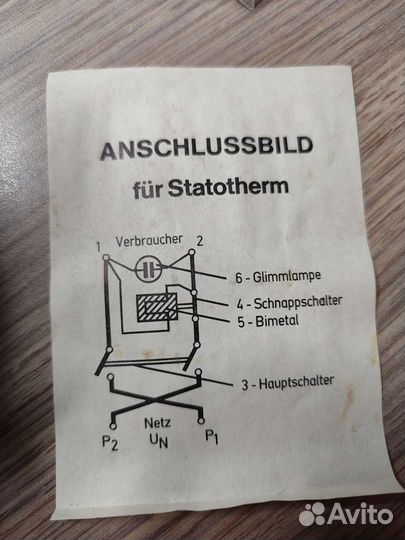 ANSCHLUSSBILD
für Statotherm
1 Verbraucher 2
6 - Glimmlampe
4 - Schnappschalter
5 - Bimetal
3 - Hauptschalter
Netz
P2 UN P1
Avito